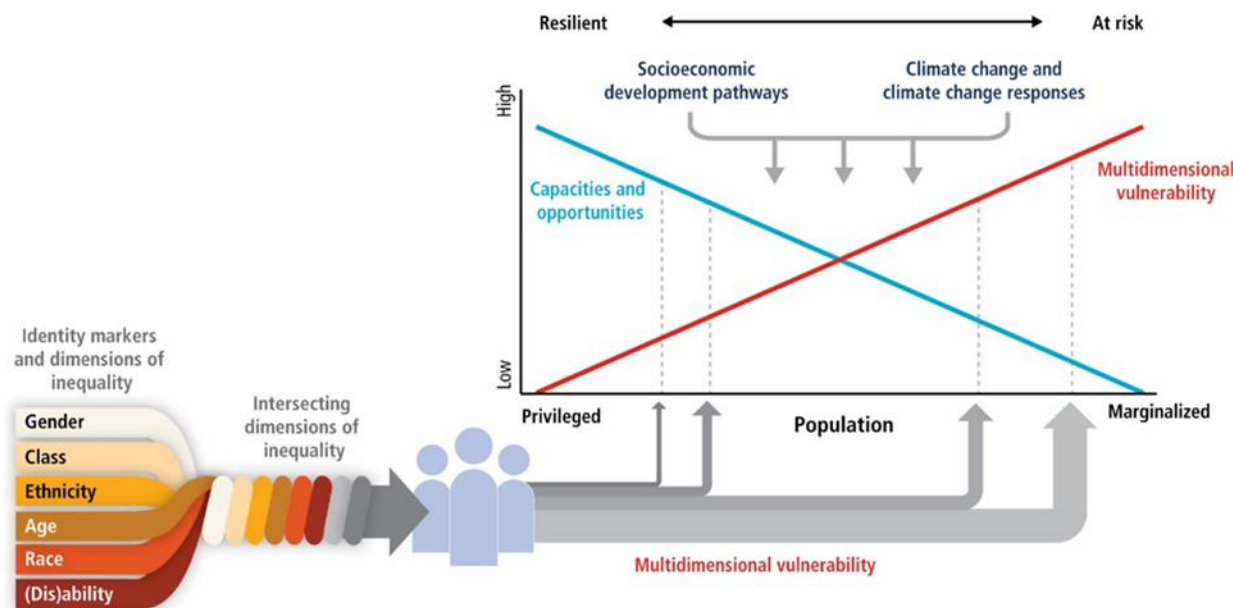 Resilient
At risk
Socioeconomic
development pathways
Climate change and
climate change responses
High
Low
Capacities and
opportunities
Multidimensional
vulnerability
Privileged
Population
Marginalized
Identity markers
and dimensions of
inequality
Intersecting
dimensions of
inequality
Gender
Class
Ethnicity
Age
Race
(Dis)ability
Multidimensional vulnerability